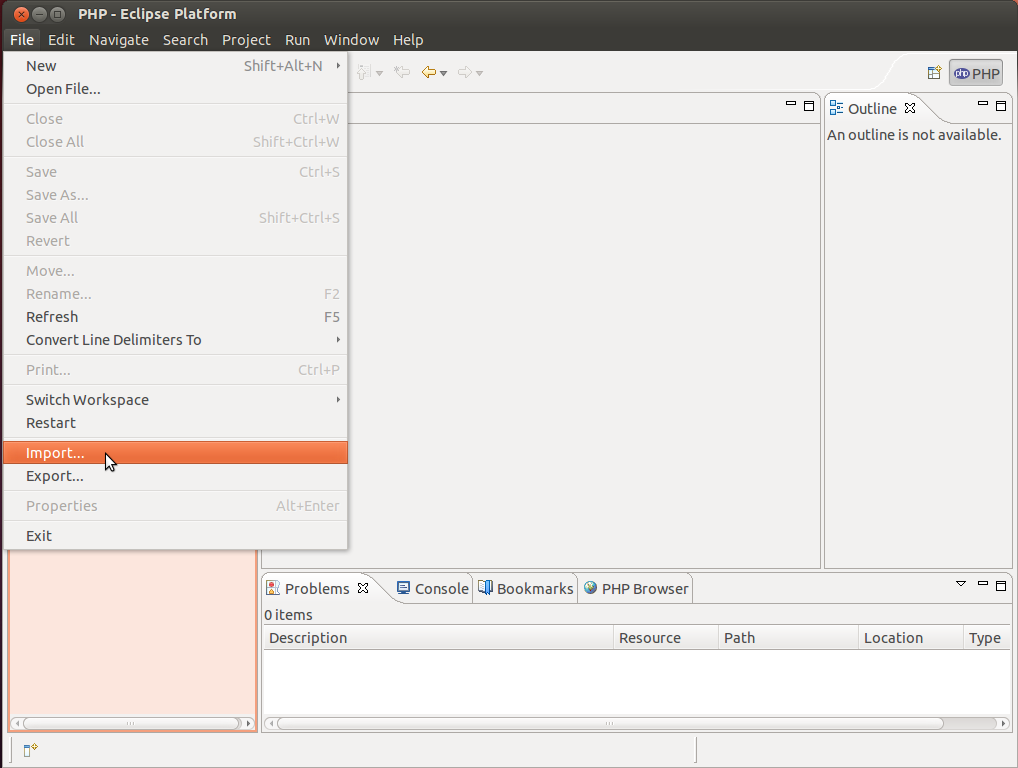 PHP - Eclipse Platform
File Edit Navigate Search Project Run Window Help
New Shift+Alt+N
Open File...
Close Ctrl+W
Close All Shift+Ctrl+W
Save Ctrl+S
Save As...
Save All Shift+Ctrl+S
Revert
Move...
Rename... F2
Refresh F5
Convert Line Delimiters To
Print... Ctrl+P
Switch Workspace
Restart
Import...
Export...
Properties Alt+Enter
Exit
php PHP
Outline
An outline is not available.
Problems Console Bookmarks PHP Browser
0 items
Description Resource Path Location Type